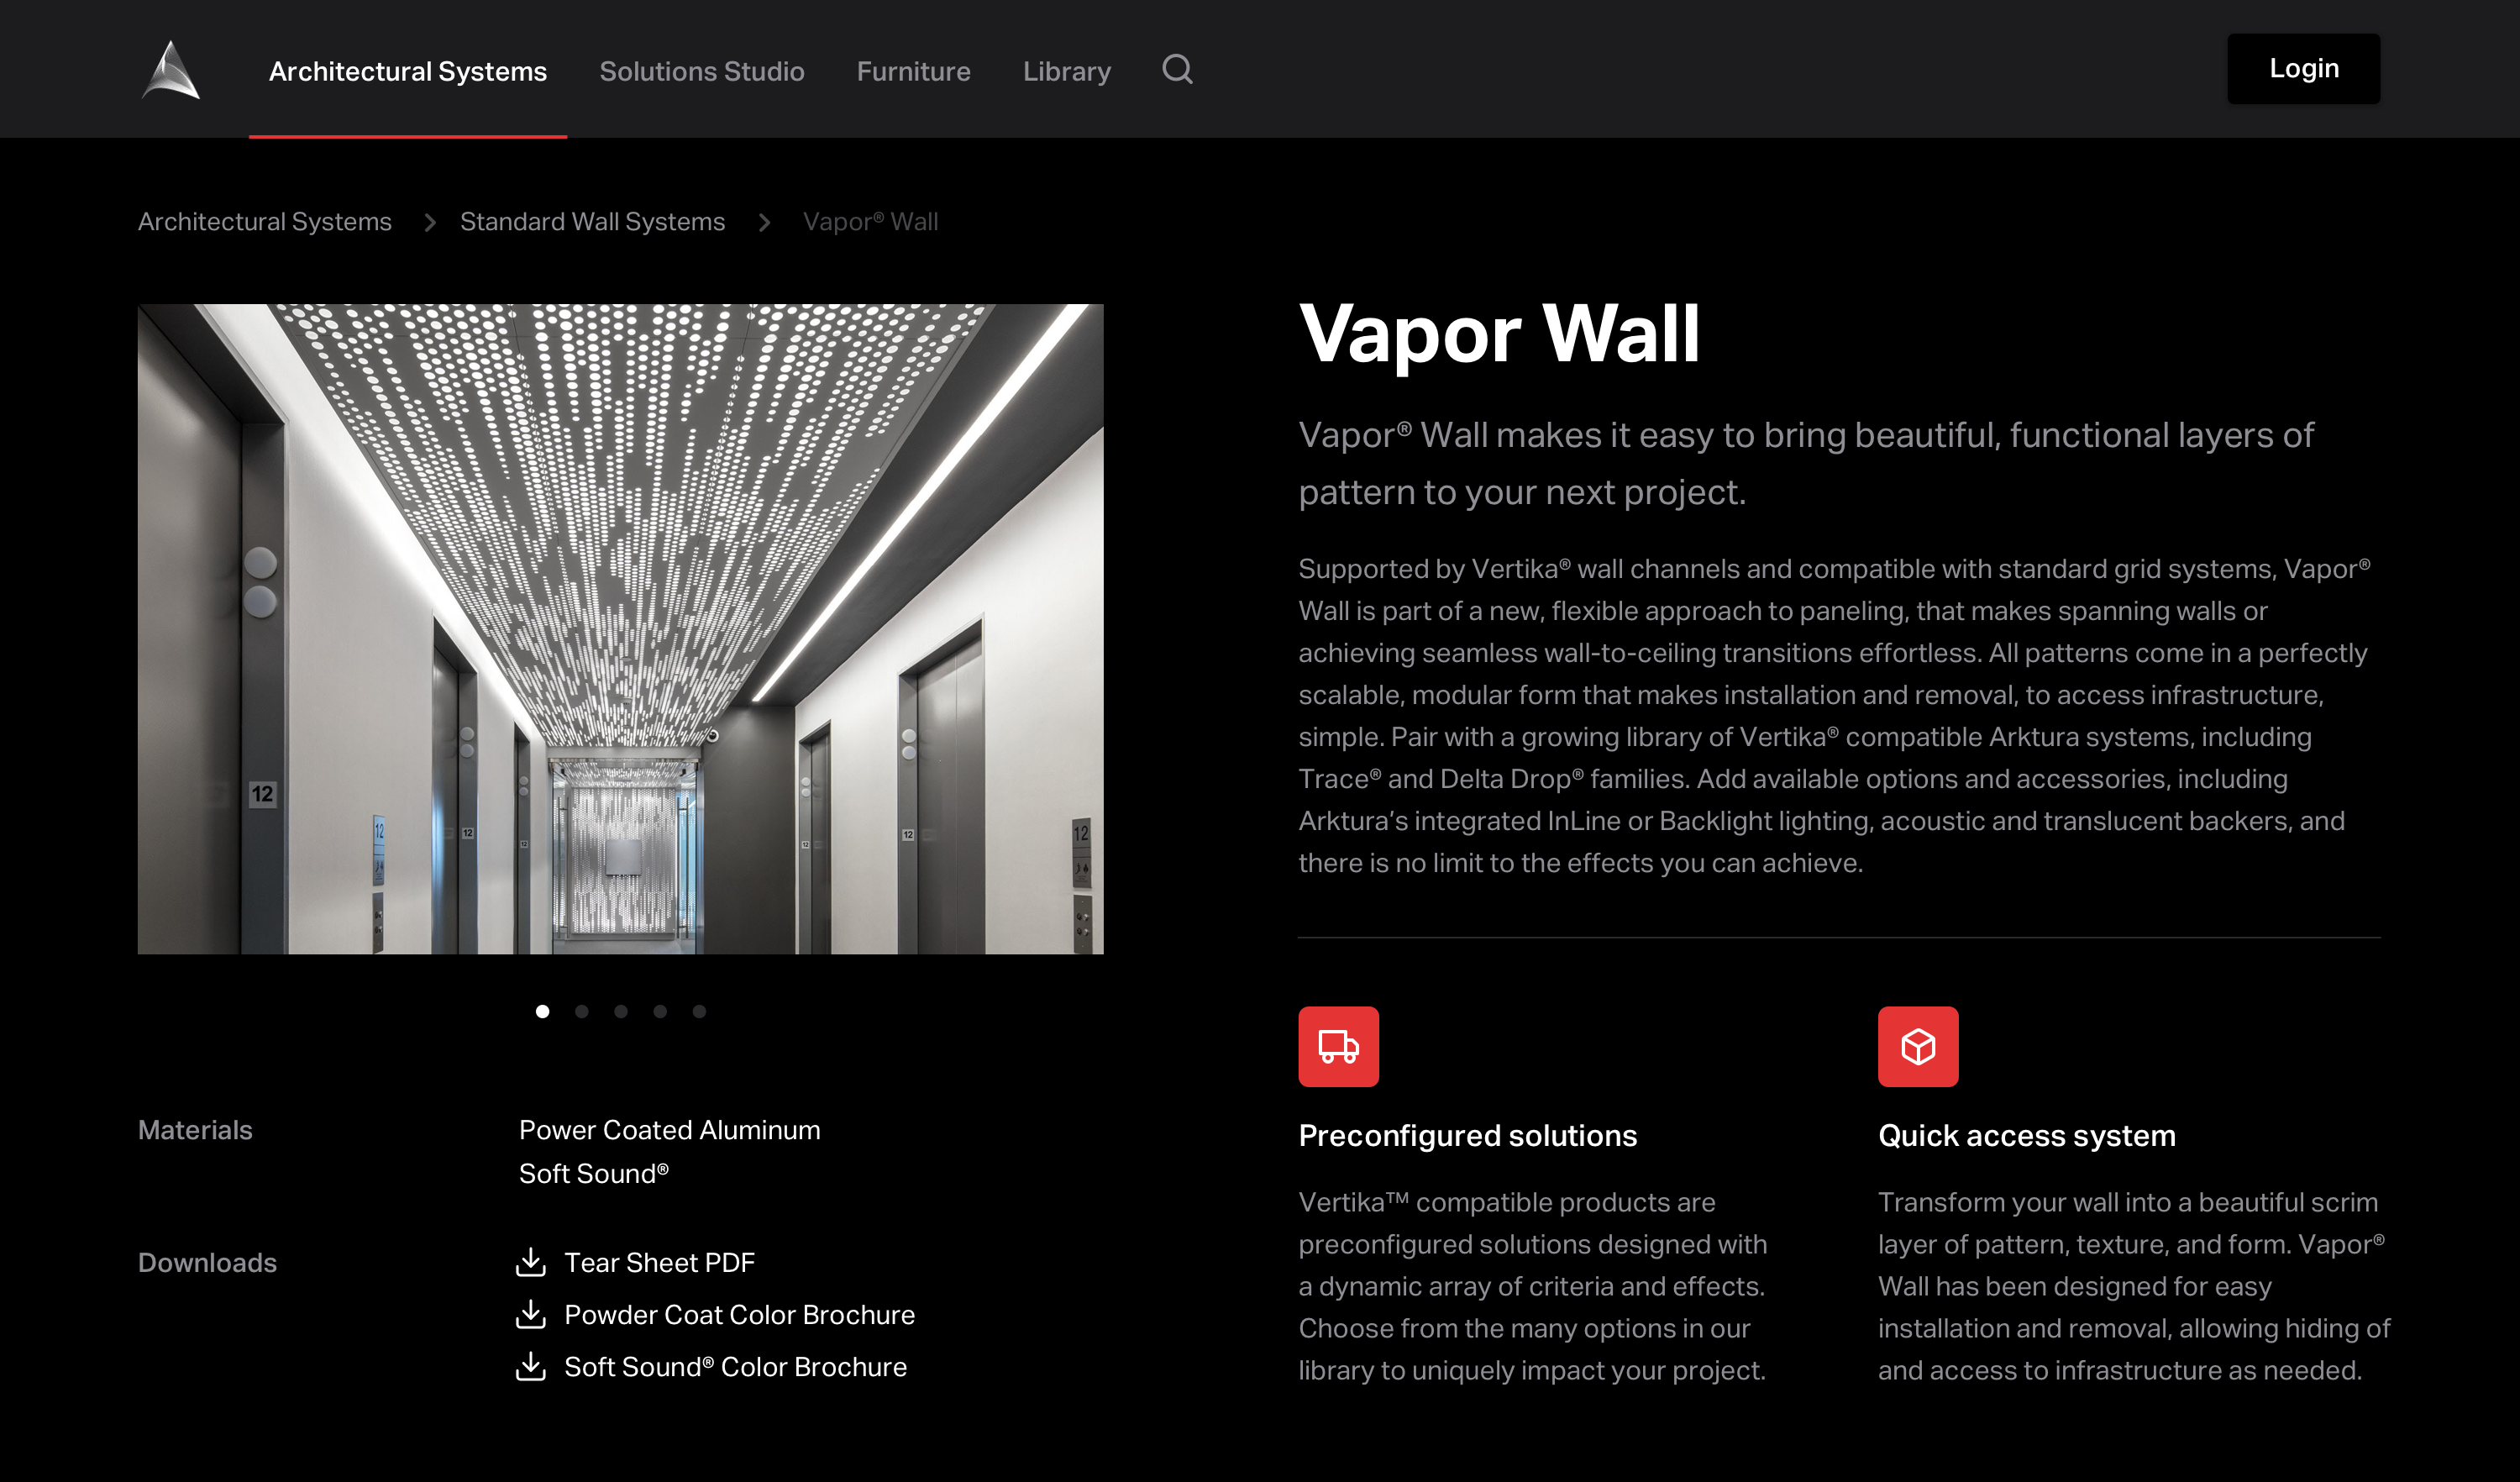 Architectural Systems
Solutions Studio
Furniture
Library
Login
Architectural Systems
Standard Wall Systems
Vapor® Wall
12
12
12
12
12
12
12
Vapor Wall
Vapor® Wall makes it easy to bring beautiful, functional layers of
pattern to your next project.
Supported by Vertika® wall channels and compatible with standard grid systems, Vapor®
Wall is part of a new, flexible approach to paneling, that makes spanning walls or
achieving seamless wall-to-ceiling transitions effortless. All patterns come in a perfectly
scalable, modular form that makes installation and removal, to access infrastructure,
simple. Pair with a growing library of Vertika® compatible Arktura systems, including
Trace® and Delta Drop® families. Add available options and accessories, including
Arktura’s integrated InLine or Backlight lighting, acoustic and translucent backers, and
there is no limit to the effects you can achieve.
Materials
Power Coated Aluminum
Soft Sound®
Downloads
Tear Sheet PDF
Powder Coat Color Brochure
Soft Sound® Color Brochure
Preconfigured solutions
Vertika™ compatible products are
preconfigured solutions designed with
a dynamic array of criteria and effects.
Choose from the many options in our
library to uniquely impact your project.
Quick access system
Transform your wall into a beautiful scrim
layer of pattern, texture, and form. Vapor®
Wall has been designed for easy
installation and removal, allowing hiding of
and access to infrastructure as needed.